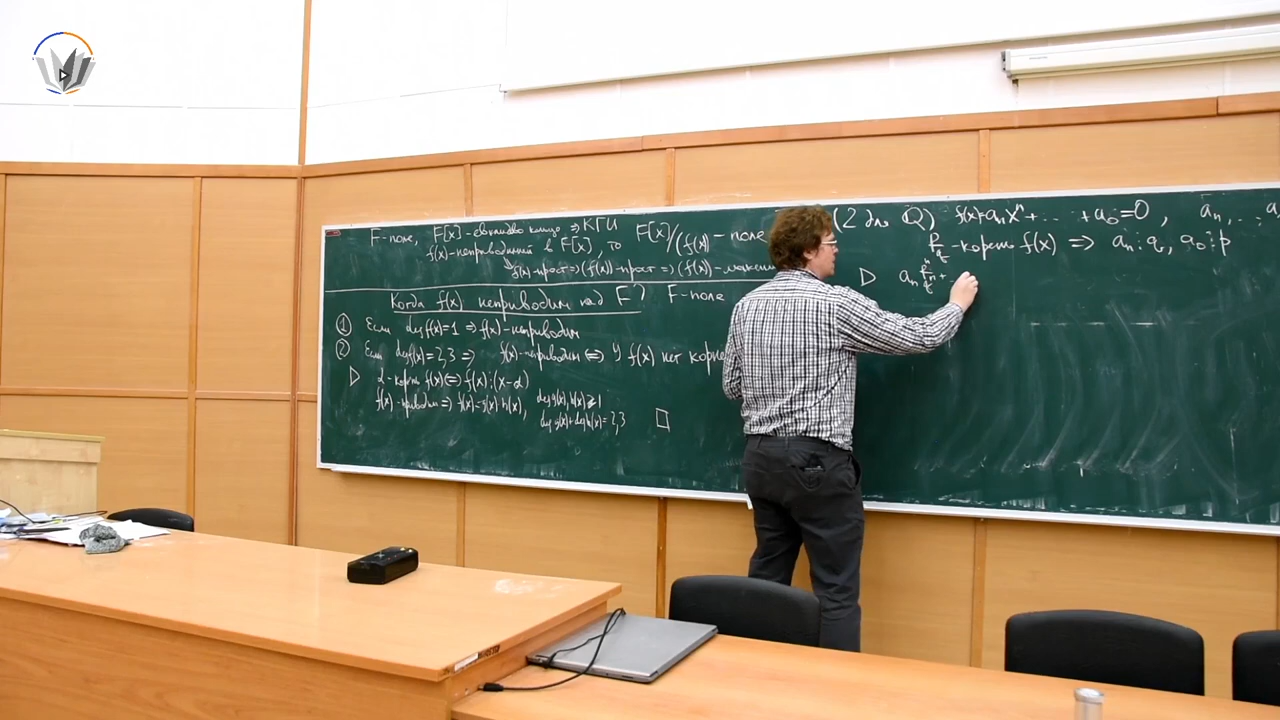 F-поле, F[x] - евклидово кольцо ⇒ КГИ
f(x)-неприводимый в F[x], то F[x]/(f(x)) - поле
f(x)-прост ⇒ (f(x))-прост ⇒ (f(x))-
Когда f(x) неприводим над F? F-поле
① Если deg f(x)=1 ⇒ f(x)-неприводим
② Если deg f(x)=2,3 ⇒ f(x)-неприводим ⇔ У f(x) нет корне
▷ α-корень f(x) ⇔ f(x)⋮(x-α)
f(x)-приводим ⇒ f(x)=g(x)·h(x), deg g(x), h(x) ≥ 1
deg g(x)+deg h(x)=2,3 □
(2 для Q) f(x)=aₙxⁿ+...+a₀=0, aₙ,...a
p/q - корень f(x) ⇒ aₙ⋮q, a₀⋮p
▷ aₙ pⁿ/qⁿ +